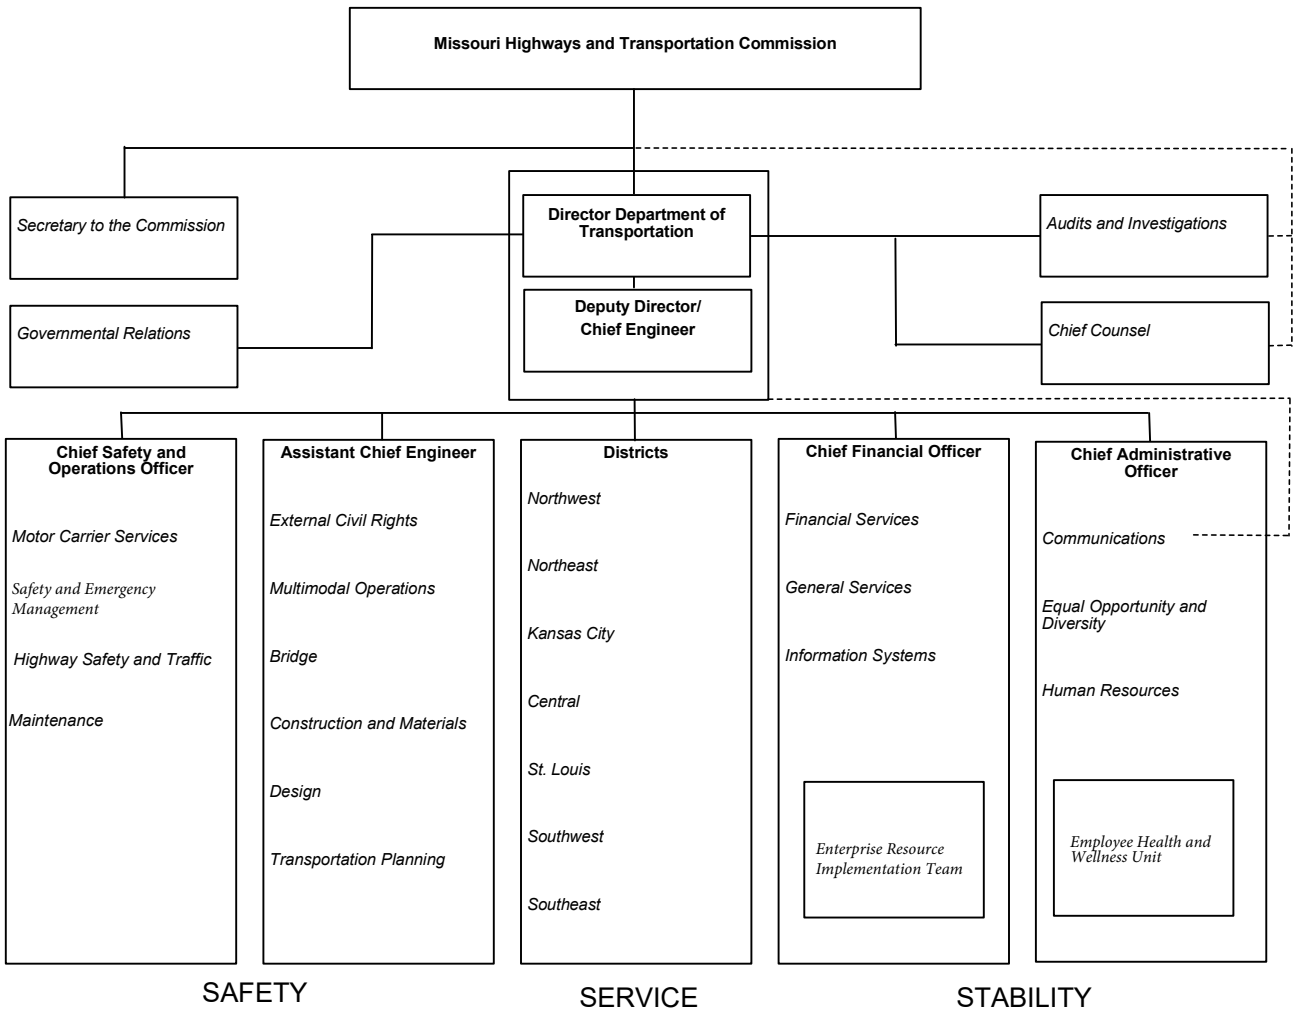 Missouri Highways and Transportation Commission
Secretary to the Commission
Director Department of
Transportation
Audits and Investigations
Governmental Relations
Deputy Director/
Chief Engineer
Chief Counsel
Chief Safety and
Operations Officer
Motor Carrier Services
Safety and Emergency
Management
Highway Safety and Traffic
Maintenance
Assistant Chief Engineer
External Civil Rights
Multimodal Operations
Bridge
Construction and Materials
Design
Transportation Planning
Districts
Northwest
Northeast
Kansas City
Central
St. Louis
Southwest
Southeast
Chief Financial Officer
Financial Services
General Services
Information Systems
Enterprise Resource
Implementation Team
Chief Administrative
Officer
Communications
Equal Opportunity and
Diversity
Human Resources
Employee Health and
Wellness Unit
SAFETY
SERVICE
STABILITY